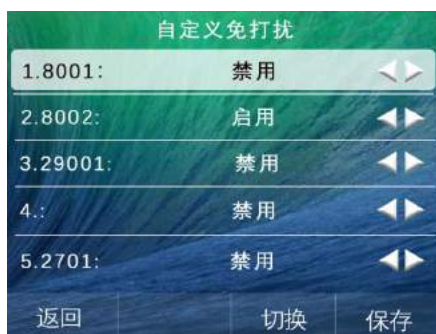 自定义免打扰
1.8001: 禁用
2.8002: 启用
3.29001: 禁用
4.: 禁用
5.2701: 禁用
返回 切换 保存